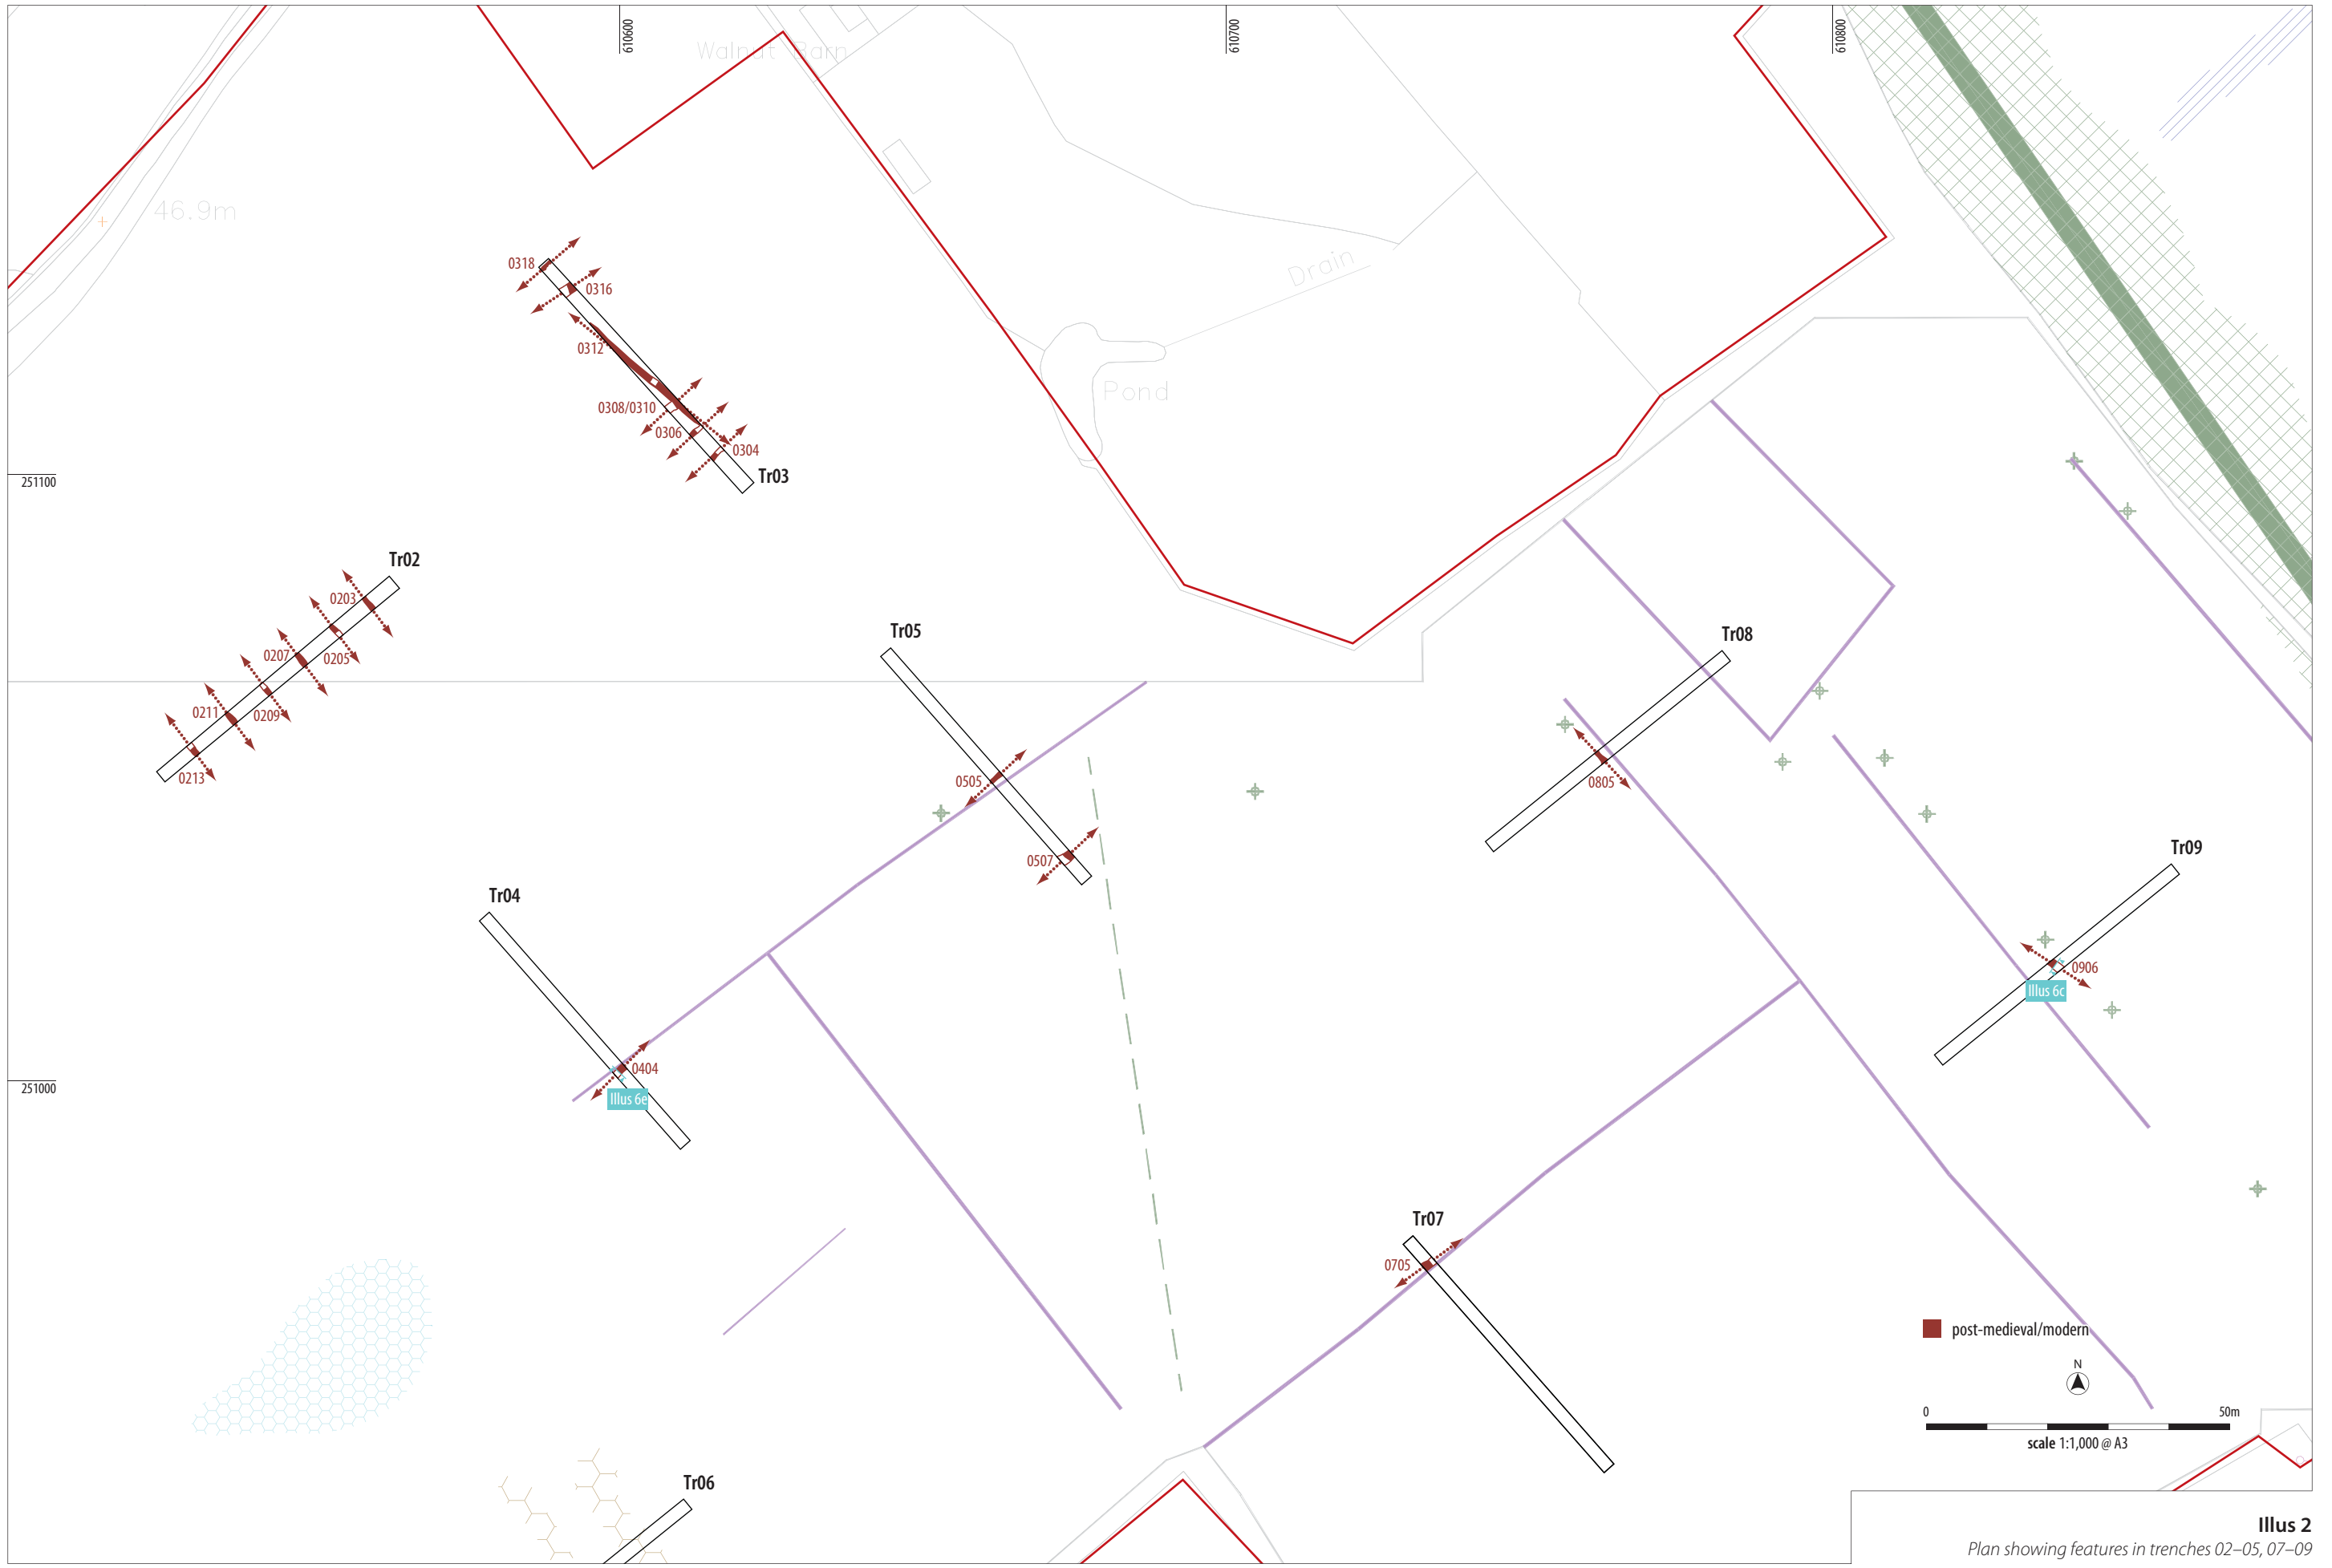 610600
610700
610800
Walnut Barn
46.9m
Drain
0318
0316
0312
Pond
0308/0310
0306
0304
Tr03
251100
Tr02
0203
0207
0205
0211
0209
0213
Tr05
0505
0507
Tr08
0805
Tr09
0906
Illus 6c
Tr04
0404
Illus 6e
251000
Tr07
0705
post-medieval/modern
N
0 50m
scale 1:1,000 @ A3
Tr06
Illus 2
Plan showing features in trenches 02–05, 07–09